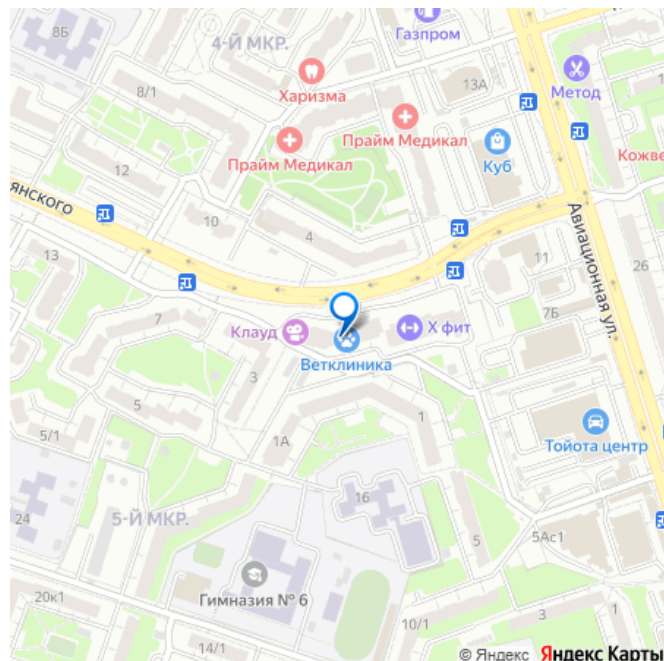 8Б
4-Й МКР.
Газпром
8/1
Харизма
13А
Метод
Прайм Медикал
Прайм Медикал
Куб
Кожве
12
янского
10
4
13
11
Авиационная ул.
26
7
Клауд
Х фит
7Б
Ветклиника
3
5
1
5/1
1А
Тойота центр
24
5-Й МКР.
16
5
5Ас1
Гимназия № 6
20к1
14/1
10/1
3
1
© Яндекс Яндекс Карты